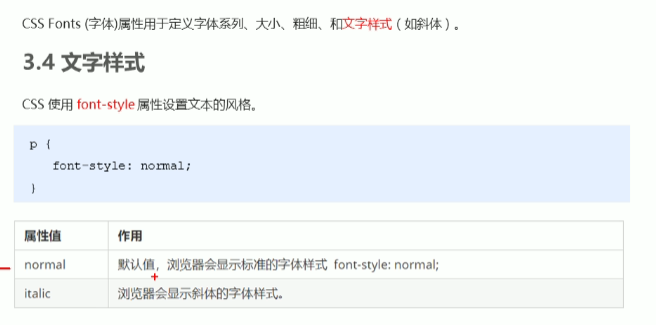 CSS Fonts (字体)属性用于定义字体系列、大小、粗细、和文字样式（如斜体）。
3.4 文字样式
CSS 使用 font-style 属性设置文本的风格。
p {
font-style: normal;
}
属性值 作用
normal 默认值，浏览器会显示标准的字体样式 font-style: normal;
italic 浏览器会显示斜体的字体样式。